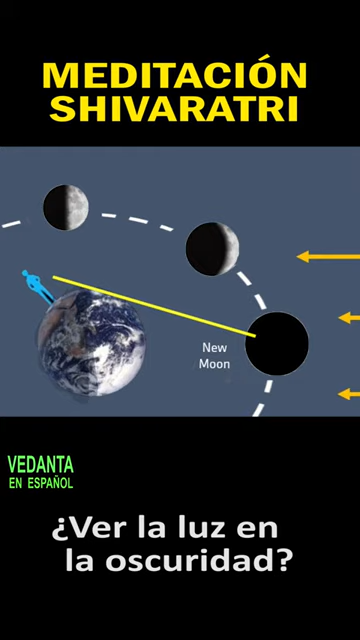 MEDITACIÓN
SHIVARATRI
New
Moon
VEDANTA
EN ESPAÑOL
¿Ver la luz en
la oscuridad?